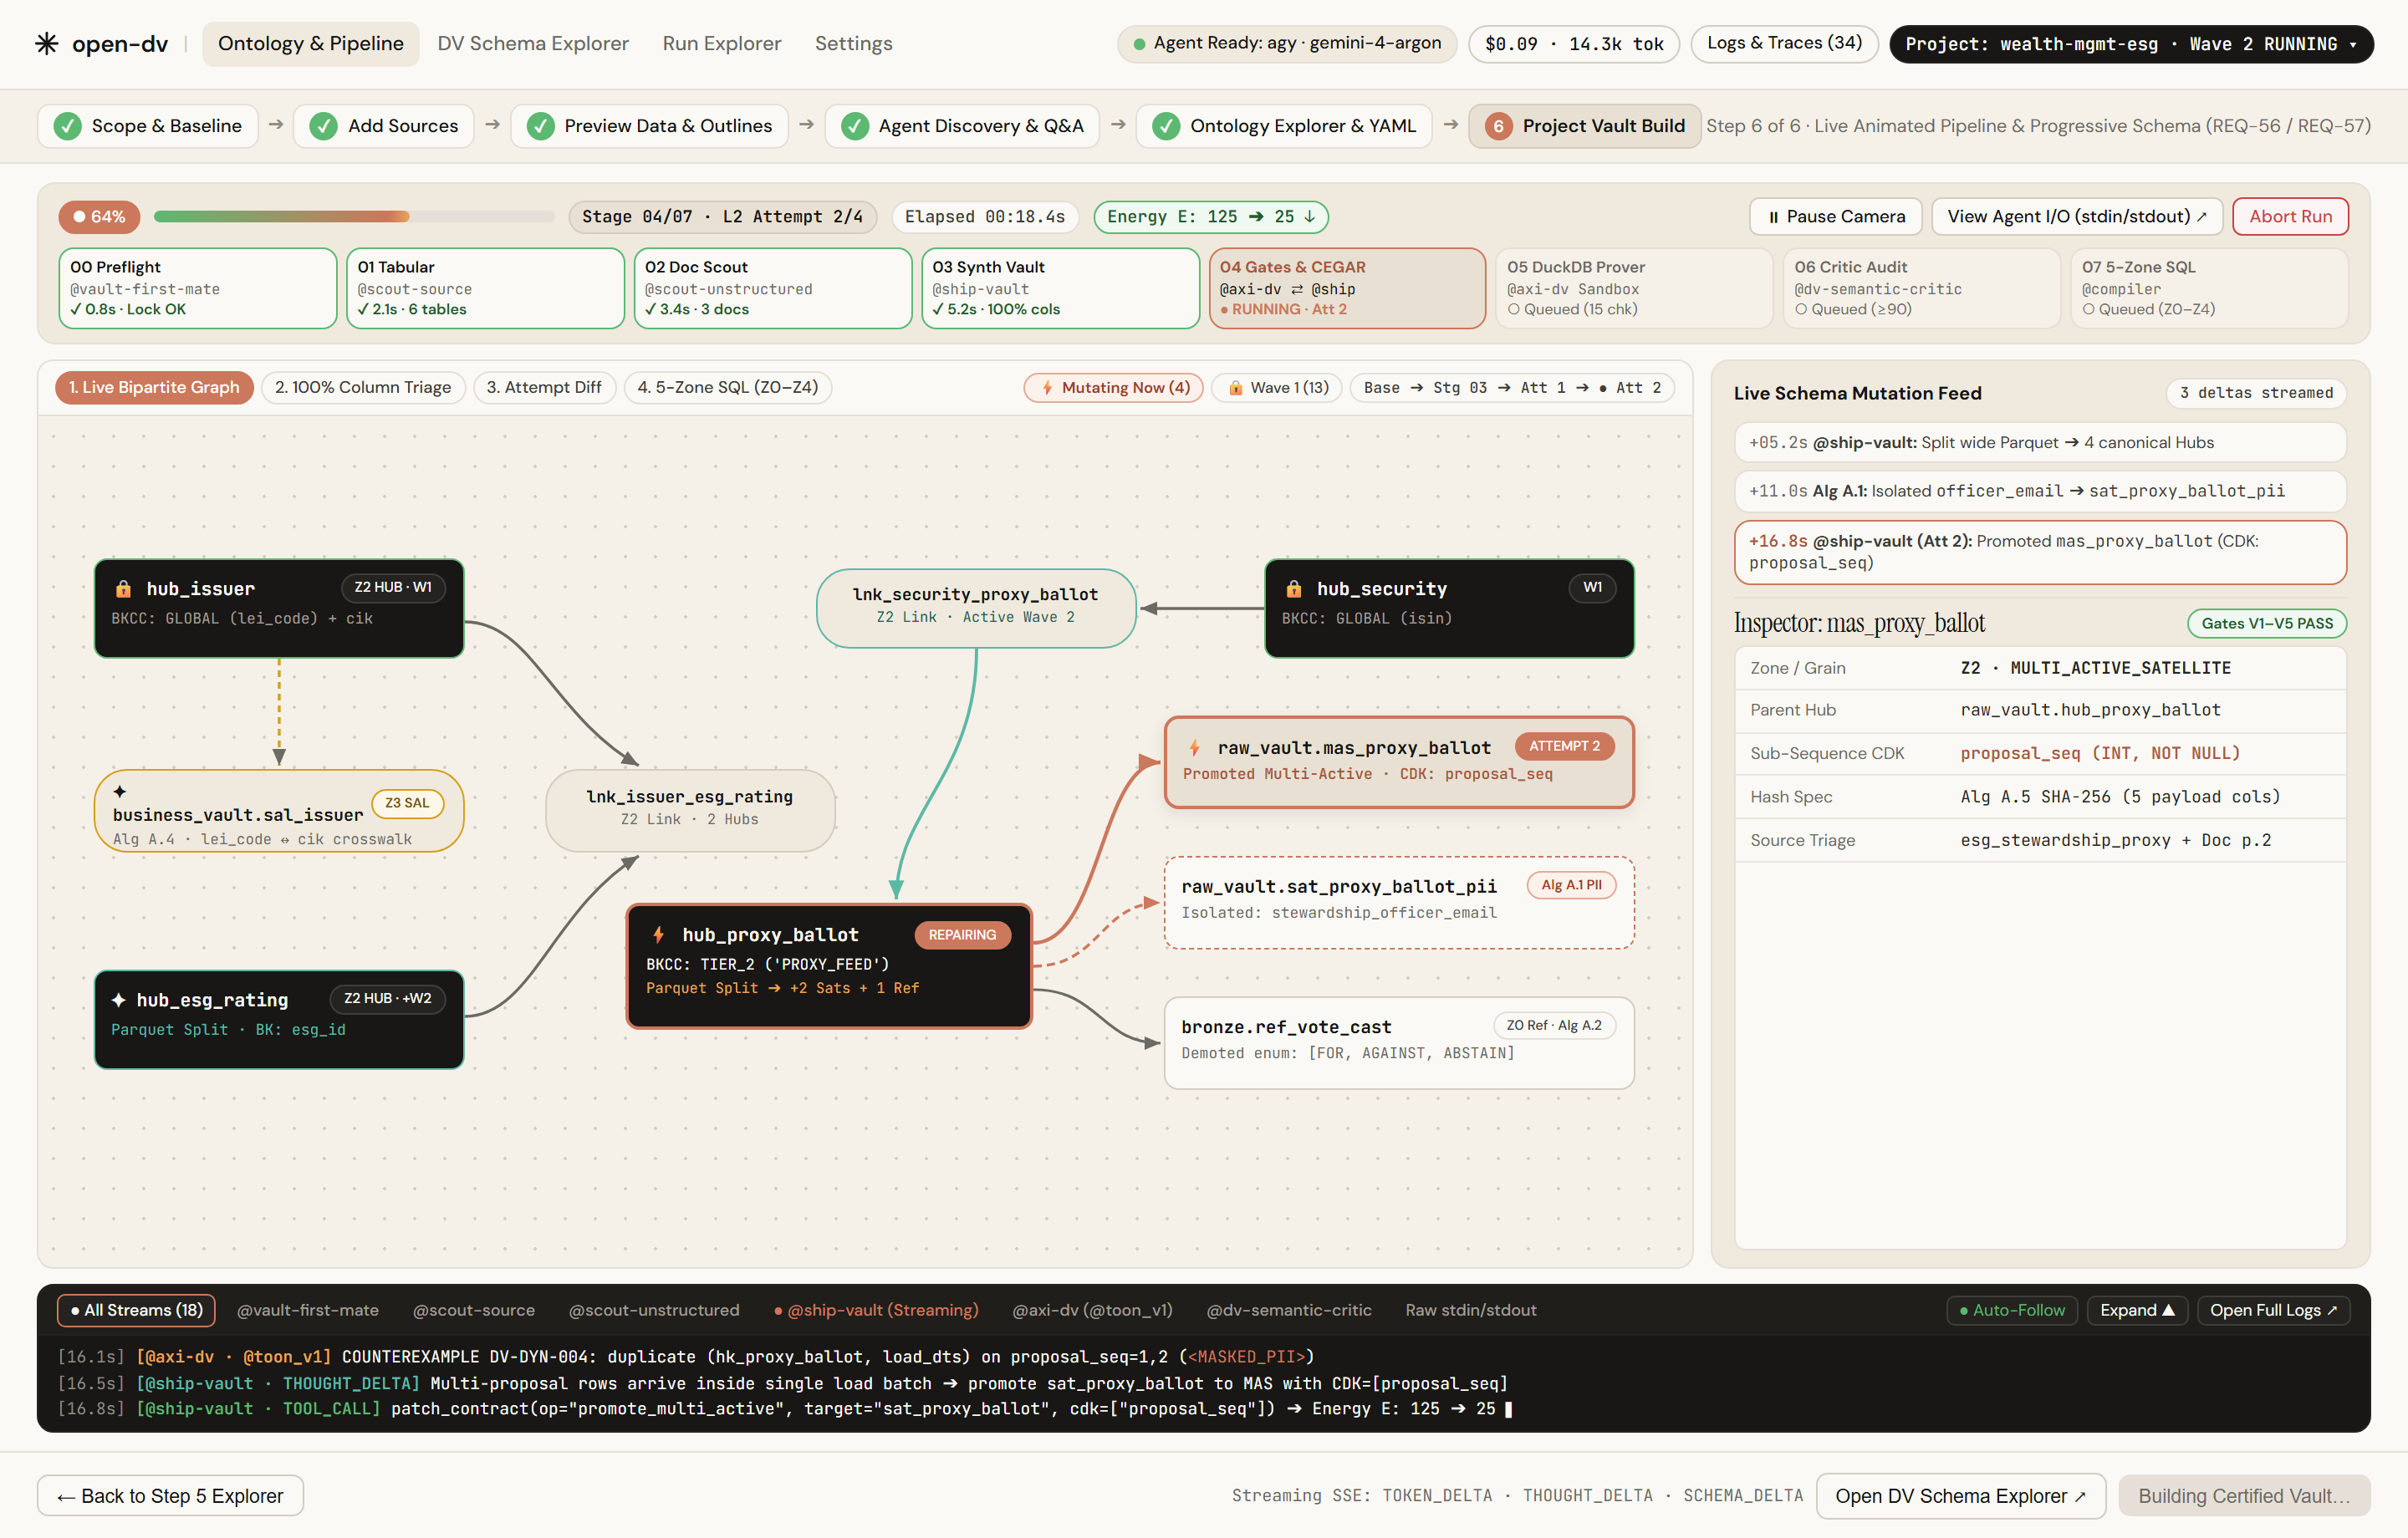 open-dv | Ontology & Pipeline DV Schema Explorer Run Explorer Settings ● Agent Ready: agy · gemini-4-argon $0.09 · 14.3k tok Logs & Traces (34) Project: wealth-mgmt-esg · Wave 2 RUNNING ▾
✓ Scope & Baseline → ✓ Add Sources → ✓ Preview Data & Outlines → ✓ Agent Discovery & Q&A → ✓ Ontology Explorer & YAML → 6 Project Vault Build Step 6 of 6 · Live Animated Pipeline & Progressive Schema (REQ-56 / REQ-57)
● 64% Stage 04/07 · L2 Attempt 2/4 Elapsed 00:18.4s Energy E: 125 → 25 ↓ ⏸ Pause Camera View Agent I/O (stdin/stdout) ↗ Abort Run
00 Preflight
@vault-first-mate
✓ 0.8s · Lock OK
01 Tabular
@scout-source
✓ 2.1s · 6 tables
02 Doc Scout
@scout-unstructured
✓ 3.4s · 3 docs
03 Synth Vault
@ship-vault
✓ 5.2s · 100% cols
04 Gates & CEGAR
@axi-dv ⇄ @ship
● RUNNING · Att 2
05 DuckDB Prover
@axi-dv Sandbox
○ Queued (15 chk)
06 Critic Audit
@dv-semantic-critic
○ Queued (≥90)
07 5-Zone SQL
@compiler
○ Queued (Z0–Z4)
1. Live Bipartite Graph 2. 100% Column Triage 3. Attempt Diff 4. 5-Zone SQL (Z0–Z4) ⚡ Mutating Now (4) 🔒 Wave 1 (13) Base → Stg 03 → Att 1 → ● Att 2
🔒 hub_issuer Z2 HUB · W1
BKCC: GLOBAL (lei_code) + cik
lnk_security_proxy_ballot
Z2 Link · Active Wave 2
🔒 hub_security W1
BKCC: GLOBAL (isin)
✦
business_vault.sal_issuer Z3 SAL
Alg A.4 · lei_code ↔ cik crosswalk
lnk_issuer_esg_rating
Z2 Link · 2 Hubs
⚡ raw_vault.mas_proxy_ballot ATTEMPT 2
Promoted Multi-Active · CDK: proposal_seq
raw_vault.sat_proxy_ballot_pii Alg A.1 PII
Isolated: stewardship_officer_email
⚡ hub_proxy_ballot REPAIRING
BKCC: TIER_2 ('PROXY_FEED')
Parquet Split → +2 Sats + 1 Ref
✦ hub_esg_rating Z2 HUB · +W2
Parquet Split · BK: esg_id
bronze.ref_vote_cast Z0 Ref · Alg A.2
Demoted enum: [FOR, AGAINST, ABSTAIN]
Live Schema Mutation Feed 3 deltas streamed
+05.2s @ship-vault: Split wide Parquet → 4 canonical Hubs
+11.0s Alg A.1: Isolated officer_email → sat_proxy_ballot_pii
+16.8s @ship-vault (Att 2): Promoted mas_proxy_ballot (CDK:
proposal_seq)
Inspector: mas_proxy_ballot Gates V1–V5 PASS
Zone / Grain Z2 · MULTI_ACTIVE_SATELLITE
Parent Hub raw_vault.hub_proxy_ballot
Sub-Sequence CDK proposal_seq (INT, NOT NULL)
Hash Spec Alg A.5 SHA-256 (5 payload cols)
Source Triage esg_stewardship_proxy + Doc p.2
● All Streams (18) @vault-first-mate @scout-source @scout-unstructured ● @ship-vault (Streaming) @axi-dv (@toon_v1) @dv-semantic-critic Raw stdin/stdout ● Auto-Follow Expand ▲ Open Full Logs ↗
[16.1s] [@axi-dv · @toon_v1] COUNTEREXAMPLE DV-DYN-004: duplicate (hk_proxy_ballot, load_dts) on proposal_seq=1,2 (<MASKED_PII>)
[16.5s] [@ship-vault · THOUGHT_DELTA] Multi-proposal rows arrive inside single load batch → promote sat_proxy_ballot to MAS with CDK=[proposal_seq]
[16.8s] [@ship-vault · TOOL_CALL] patch_contract(op="promote_multi_active", target="sat_proxy_ballot", cdk=["proposal_seq"]) → Energy E: 125 → 25 ▌
← Back to Step 5 Explorer Streaming SSE: TOKEN_DELTA · THOUGHT_DELTA · SCHEMA_DELTA Open DV Schema Explorer ↗ Building Certified Vault…